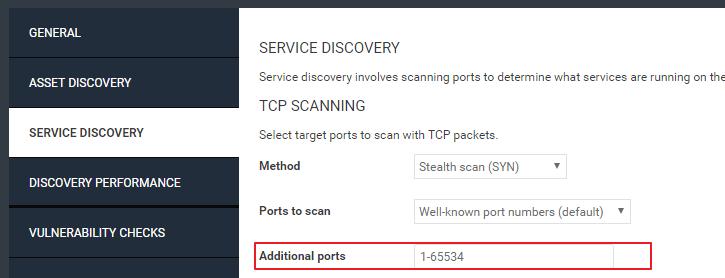 GENERAL
ASSET DISCOVERY
SERVICE DISCOVERY
DISCOVERY PERFORMANCE
VULNERABILITY CHECKS
SERVICE DISCOVERY
Service discovery involves scanning ports to determine what services are running on the
TCP SCANNING
Select target ports to scan with TCP packets.
Method Stealth scan (SYN)
Ports to scan Well-known port numbers (default)
Additional ports 1-65534